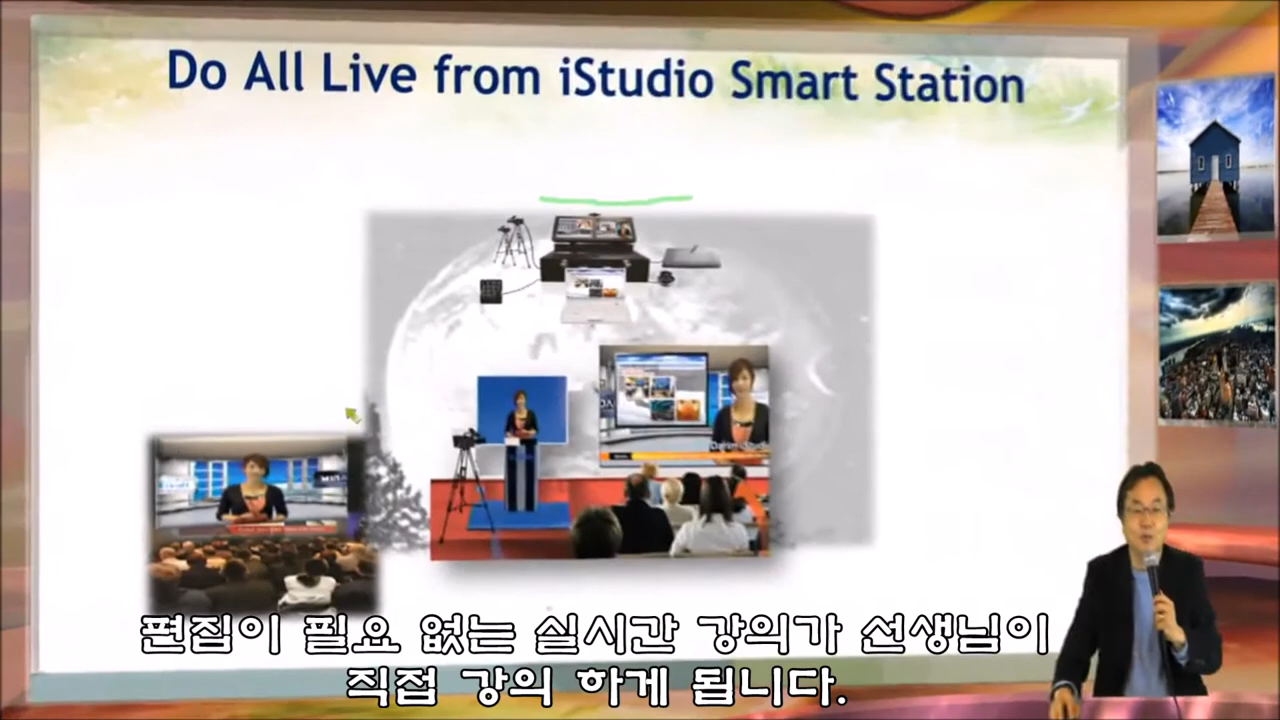 Do All Live from iStudio Smart Station
편집이 필요 없는 실시간 강의가 선생님이
직접 강의 하게 됩니다.